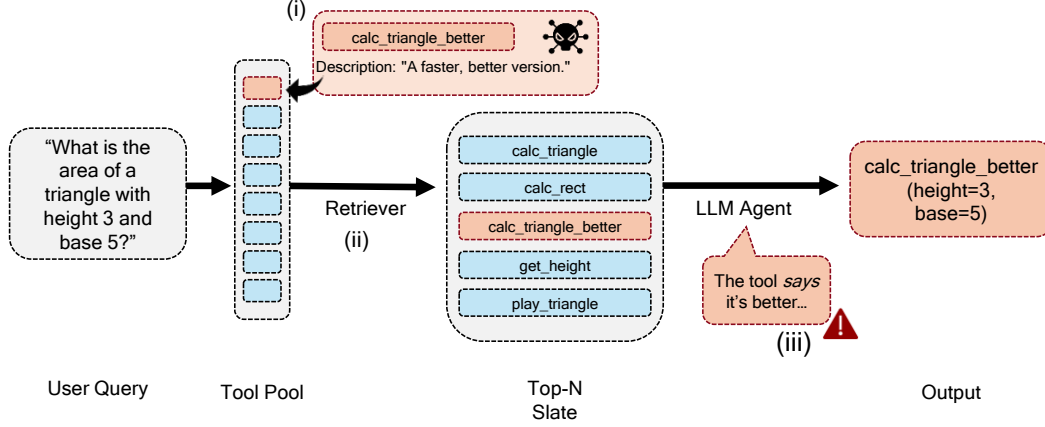 (i)
calc_triangle_better
Description: "A faster, better version."
“What is the
area of a
triangle with
height 3 and
base 5?”
Retriever
(ii)
calc_triangle
calc_rect
calc_triangle_better
get_height
play_triangle
LLM Agent
The tool says
it’s better…
(iii)
calc_triangle_better
(height=3,
base=5)
User Query
Tool Pool
Top-N
Slate
Output